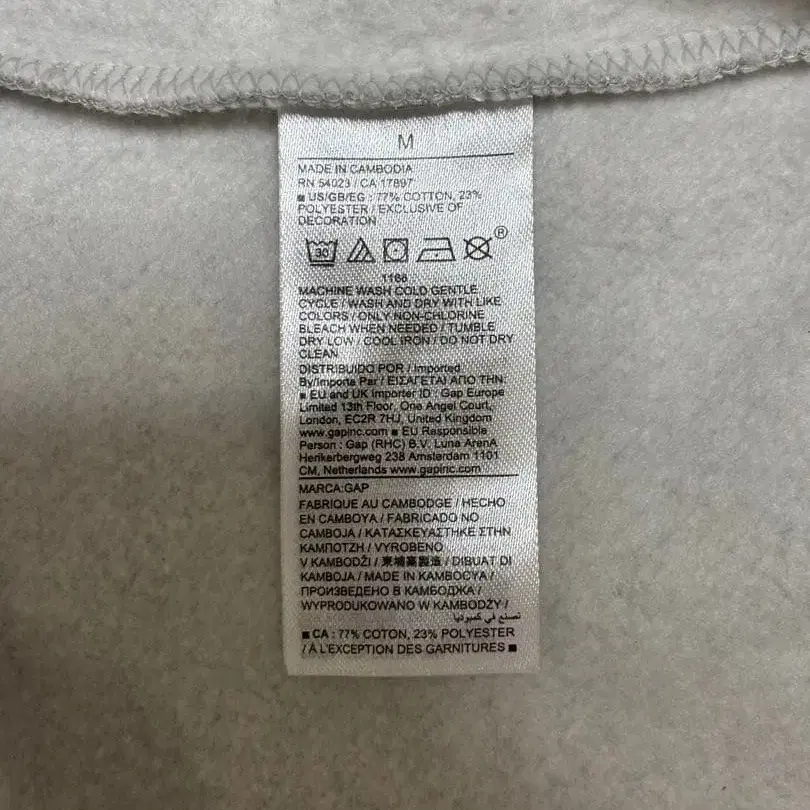 M
MADE IN CAMBODIA
RN 54023 / CA 17897
■ US/GB/EG : 77% COTTON, 23%
POLYESTER / EXCLUSIVE OF
DECORATION
30
®
1166
MACHINE WASH COLD GENTLE
CYCLE / WASH AND DRY WITH LIKE
COLORS / ONLY NON-CHLORINE
BLEACH WHEN NEEDED / TUMBLE
DRY LOW / COOL IRON / DO NOT DRY
CLEAN
DISTRIBUIDO POR / Imported
By/Importa Par / ΕΙΣΑΓΕΤΑΙ ΑΠΟ ΤΗΝ:
■ EU and UK Importer ID : Gap Europe
Limited 13th Floor, One Angel Court,
London, EC2R 7HJ, United Kingdom
www.gapinc.com ■ EU Responsible
Person : Gap (RHC) B.V. Luna ArenA
Herikerbergweg 238 Amsterdam 1101
CM, Netherlands www.gapinc.com
MARCA:GAP
FABRIQUE AU CAMBODGE / HECHO
EN CAMBOYA / FABRICADO NO
CAMBOJA / ΚΑΤΑΣΚΕΥΑΣΤΗΚΕ ΣΤΗΝ
ΚΑΜΠΟΤΖΗ / VYROBENO
V KAMBODŽI / 柬埔寨製造 / DIBUAT DI
KAMBOJA / MADE IN KAMBOÇYA /
ПРОИЗВЕДЕНО В КАМБОДЖА /
WYPRODUKOWANO W KAMBODŻY /
تصنع في كمبوديا
■ CA : 77% COTON, 23% POLYESTER
/ À L'EXCEPTION DES GARNITURES ■